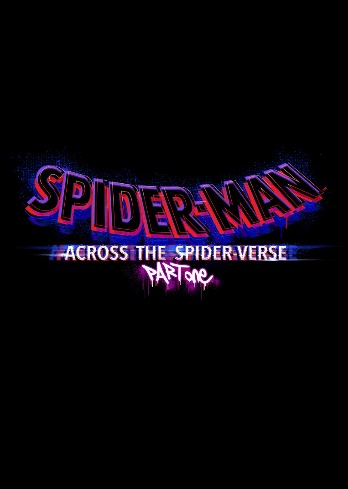 SPIDER-MAN
ACROSS THE SPIDER-VERSE
PART one